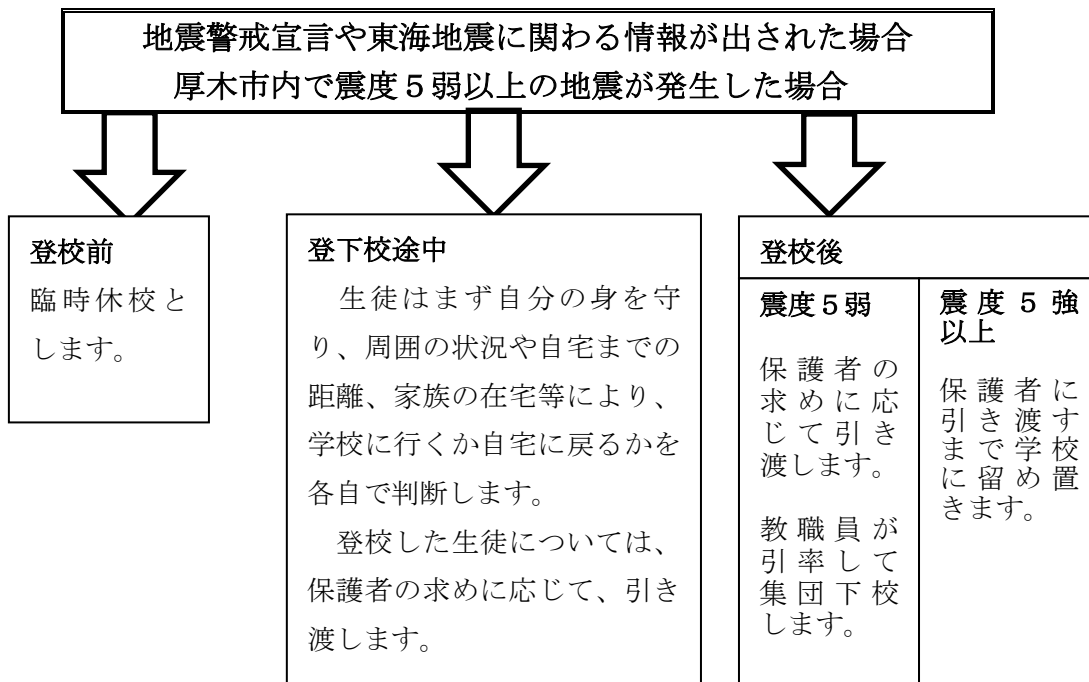 地震警戒宣言や東海地震に関わる情報が出された場合
厚木市内で震度５弱以上の地震が発生した場合
登校前
臨時休校と
します。
登下校途中
　生徒はまず自分の身を守
り、周囲の状況や自宅までの
距離、家族の在宅等により、
学校に行くか自宅に戻るかを
各自で判断します。
　登校した生徒については、
保護者の求めに応じて、引き
渡します。
登校後
震度５弱
保護者の
求めに応
じて引き
渡します。
教職員が
引率して
集団下校
します。
震度５強
以上
保護者に
引き渡す
まで学校
に留め置
きます。